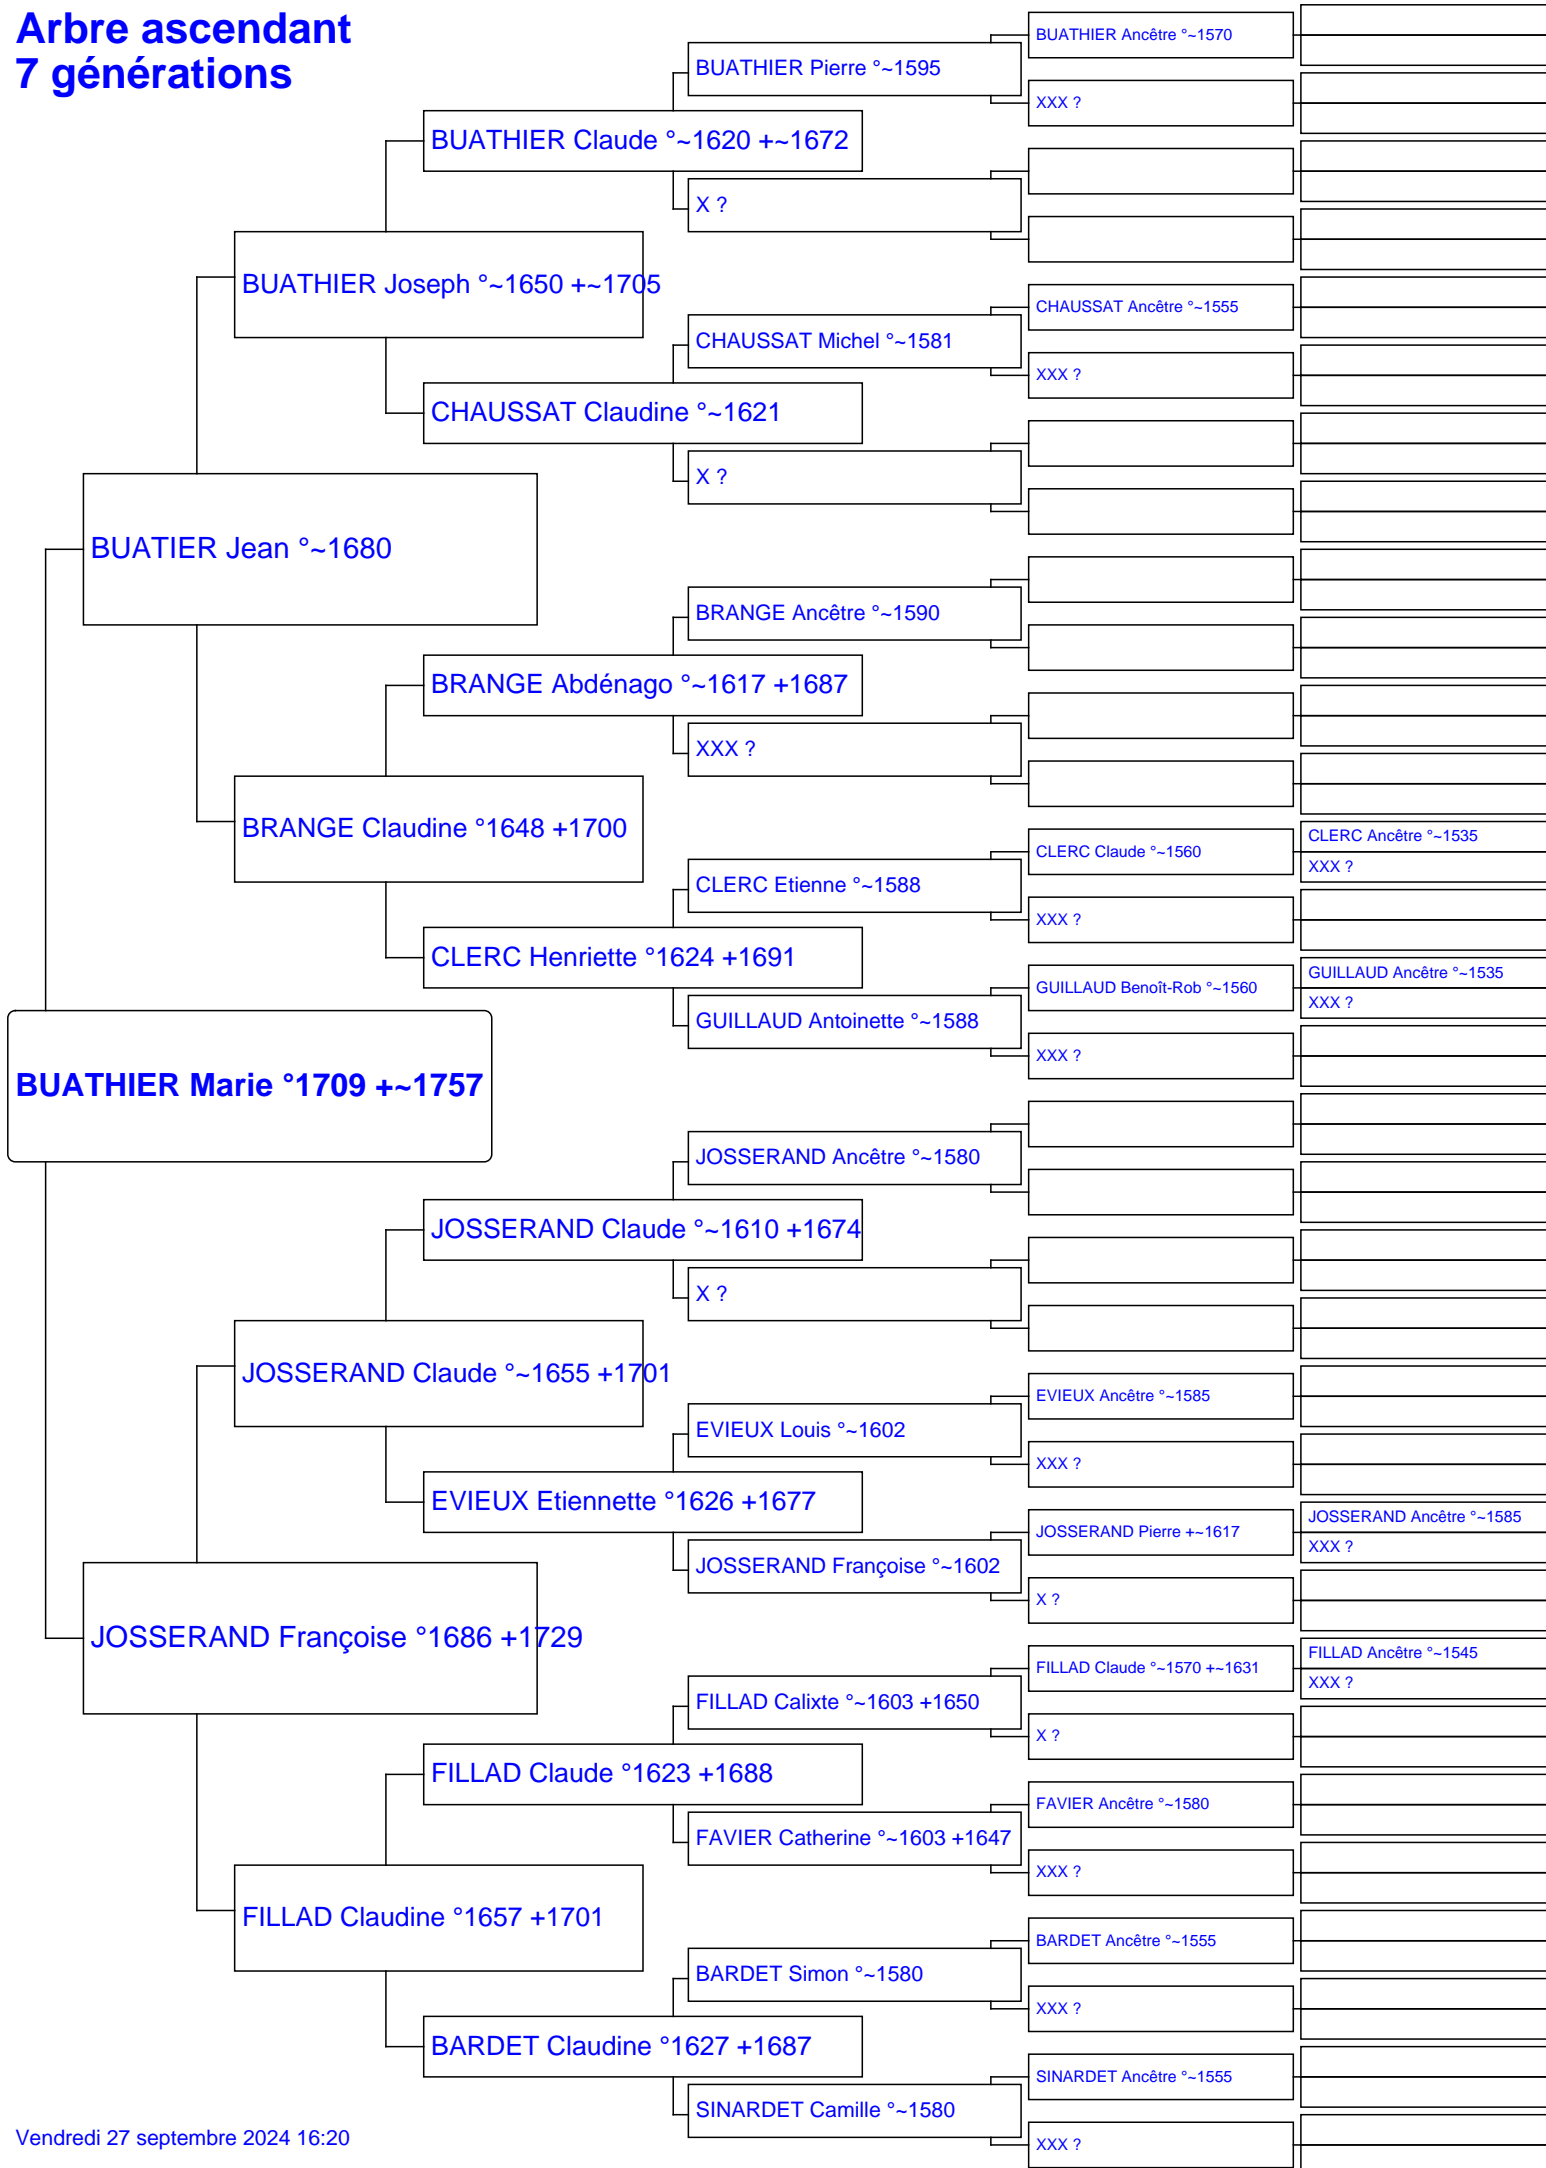 Arbre ascendant
7 générations
BUATHIER Marie °1709 +~1757
BUATIER Jean °~1680
JOSSERAND Françoise °1686 +1729
BUATHIER Joseph °~1650 +~1705
BRANGE Claudine °1648 +1700
JOSSERAND Claude °~1655 +1701
FILLAD Claudine °1657 +1701
BUATHIER Claude °~1620 +~1672
CHAUSSAT Claudine °~1621
BRANGE Abdénago °~1617 +1687
CLERC Henriette °1624 +1691
JOSSERAND Claude °~1610 +1674
EVIEUX Etiennette °1626 +1677
FILLAD Claude °1623 +1688
BARDET Claudine °1627 +1687
BUATHIER Pierre °~1595
X ?
CHAUSSAT Michel °~1581
X ?
BRANGE Ancêtre °~1590
XXX ?
CLERC Etienne °~1588
GUILLAUD Antoinette °~1588
JOSSERAND Ancêtre °~1580
X ?
EVIEUX Louis °~1602
JOSSERAND Françoise °~1602
FILLAD Calixte °~1603 +1650
FAVIER Catherine °~1603 +1647
BARDET Simon °~1580
SINARDET Camille °~1580
BUATHIER Ancêtre °~1570
XXX ?
CHAUSSAT Ancêtre °~1555
XXX ?
CLERC Claude °~1560
XXX ?
GUILLAUD Benoît-Rob °~1560
XXX ?
EVIEUX Ancêtre °~1585
XXX ?
JOSSERAND Pierre +~1617
X ?
FILLAD Claude °~1570 +~1631
X ?
FAVIER Ancêtre °~1580
XXX ?
BARDET Ancêtre °~1555
XXX ?
SINARDET Ancêtre °~1555
XXX ?
CLERC Ancêtre °~1535
XXX ?
GUILLAUD Ancêtre °~1535
XXX ?
JOSSERAND Ancêtre °~1585
XXX ?
FILLAD Ancêtre °~1545
XXX ?
Vendredi 27 septembre 2024 16:20